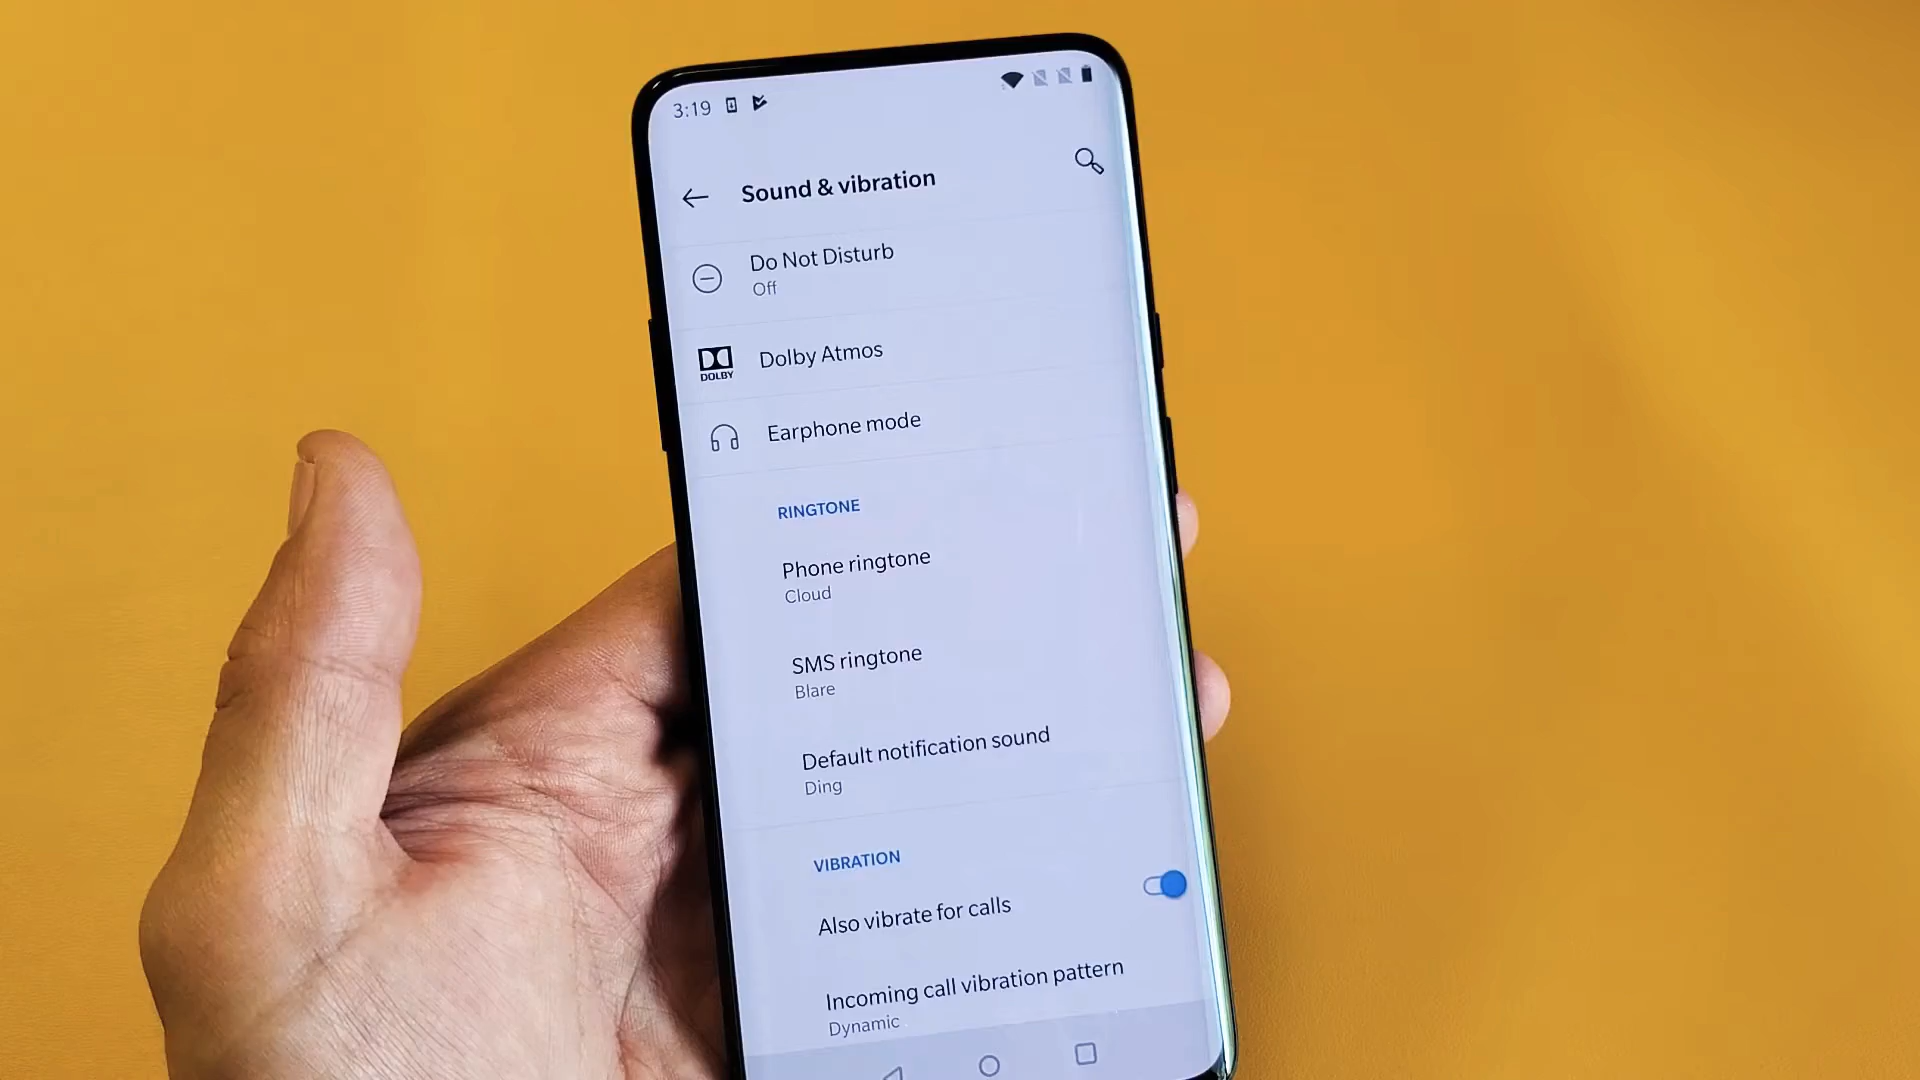 3:19
Sound & vibration
Do Not Disturb
Off
DOLBY
Dolby Atmos
Earphone mode
RINGTONE
Phone ringtone
Cloud
SMS ringtone
Blare
Default notification sound
Ding
VIBRATION
Also vibrate for calls
Incoming call vibration pattern
Dynamic